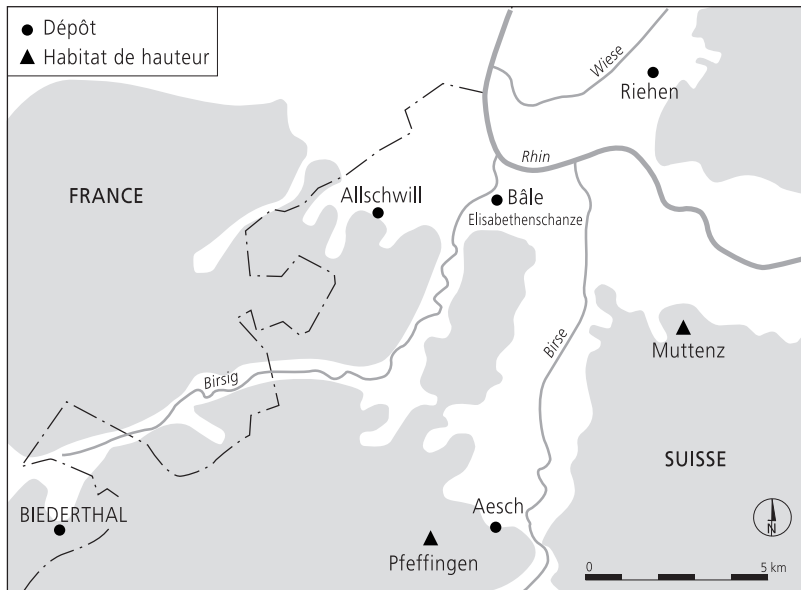 Dépôt
Habitat de hauteur
Wiese
Riehen
Rhin
FRANCE
Allschwill
Bâle
Elisabethenschanze
Birse
Muttenz
Birsig
SUISSE
BIEDERTHAL
Aesch
Pfeffingen
N
0 5 km